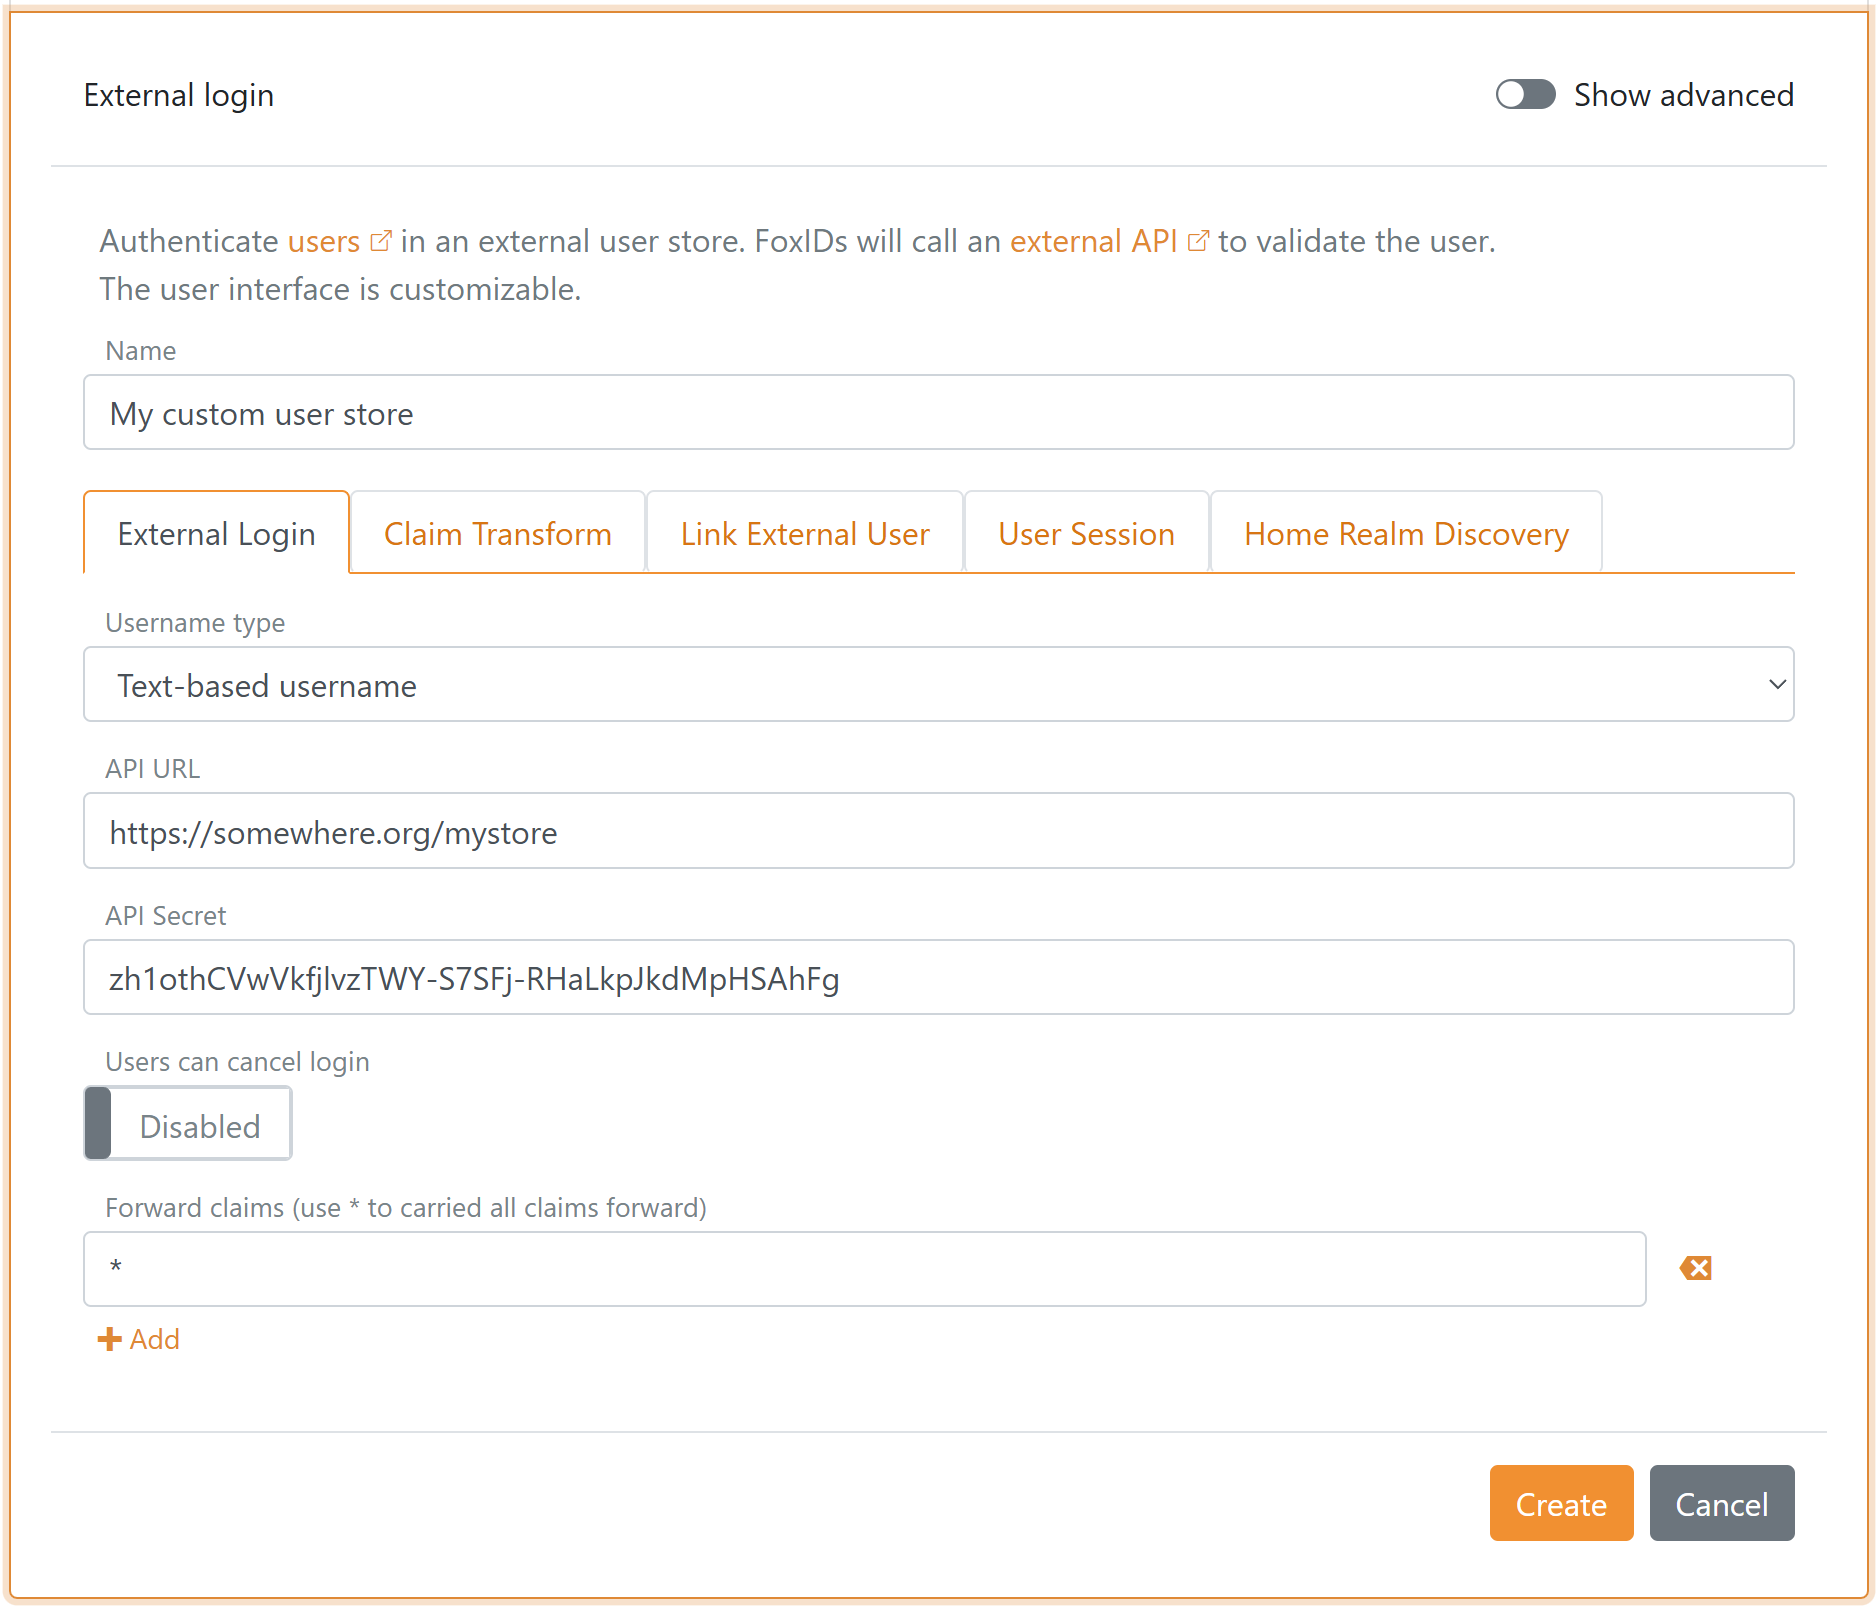 External login
Show advanced
Authenticate users in an external user store. FoxIDs will call an external API to validate the user.
The user interface is customizable.
Name
My custom user store
External Login
Claim Transform
Link External User
User Session
Home Realm Discovery
Username type
Text-based username
API URL
https://somewhere.org/mystore
API Secret
zh1othCVwVkfjlvzTWY-S7SFj-RHaLkpJkdMpHSAhFg
Users can cancel login
Disabled
Forward claims (use * to carried all claims forward)
*
Add
Create
Cancel